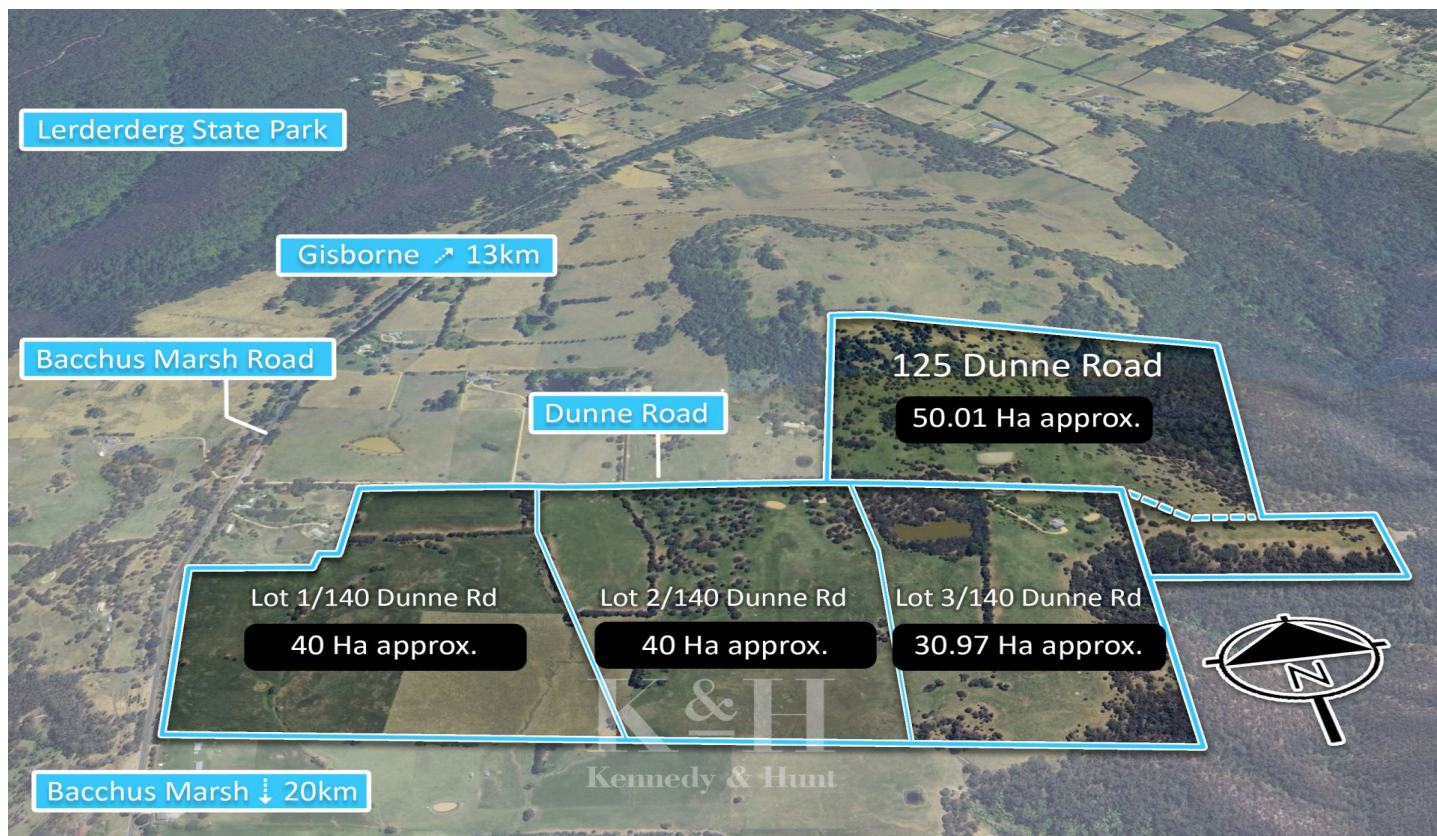 Lerderderg State Park
Gisborne ↗ 13km
Bacchus Marsh Road
125 Dunne Road
50.01 Ha approx.
Dunne Road
Lot 1/140 Dunne Rd
40 Ha approx.
Lot 2/140 Dunne Rd
40 Ha approx.
Lot 3/140 Dunne Rd
30.97 Ha approx.
N
K & H
Kennedy & Hunt
Bacchus Marsh ↓ 20km